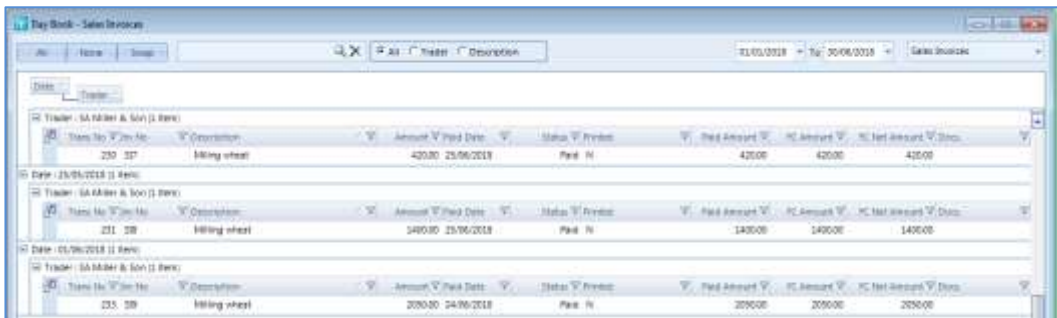 Day Book - Sales Invoices
All None Swap All Trader Description 01/01/2018 To 30/06/2018 Sales Invoices
Date
Trader
Trader : SA Miller & Son (1 item)
Trans No Inv No Description Amount Paid Date Status Printed Paid Amount FC Amount FC Net Amount Docs
230 337 Milling wheat 420.00 25/06/2018 Paid N 420.00 420.00 420.00
Date : 25/05/2018 (1 item)
Trader : SA Miller & Son (1 item)
Trans No Inv No Description Amount Paid Date Status Printed Paid Amount FC Amount FC Net Amount Docs
231 338 Milling wheat 1400.00 25/06/2018 Paid N 1400.00 1400.00 1400.00
Date : 01/06/2018 (1 item)
Trader : SA Miller & Son (1 item)
Trans No Inv No Description Amount Paid Date Status Printed Paid Amount FC Amount FC Net Amount Docs
Milling wheat 2050.00 24/06/2018 Paid N 2050.00 2050.00 2050.00